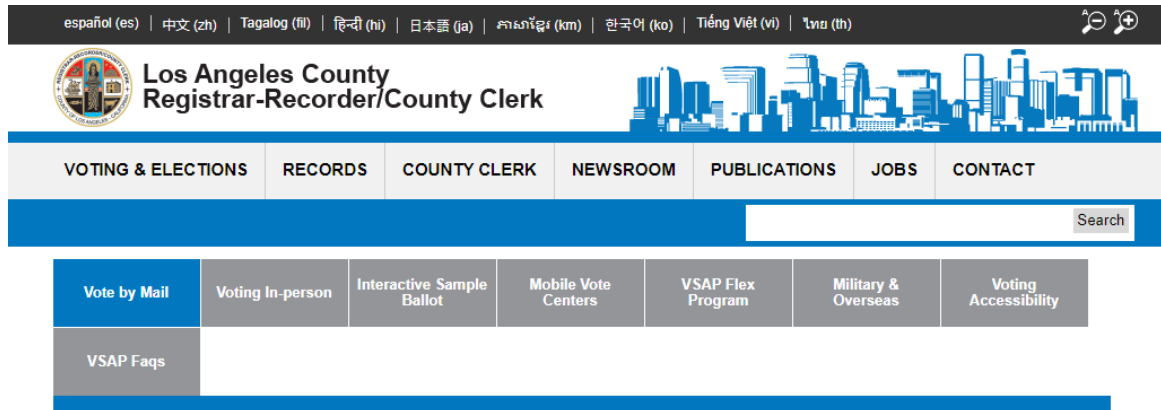 español (es) | 中文 (zh) | Tagalog (fil) | हिन्दी (hi) | 日本語 (ja) | ភាសាខ្មែរ (km) | 한국어 (ko) | Tiếng Việt (vi) | ไทย (th)
Los Angeles County
Registrar-Recorder/County Clerk
VOTING & ELECTIONS RECORDS COUNTY CLERK NEWSROOM PUBLICATIONS JOBS CONTACT
Search
Vote by Mail
Voting In-person
Interactive Sample
Ballot
Mobile Vote
Centers
VSAP Flex
Program
Military &
Overseas
Voting
Accessibility
VSAP Faqs